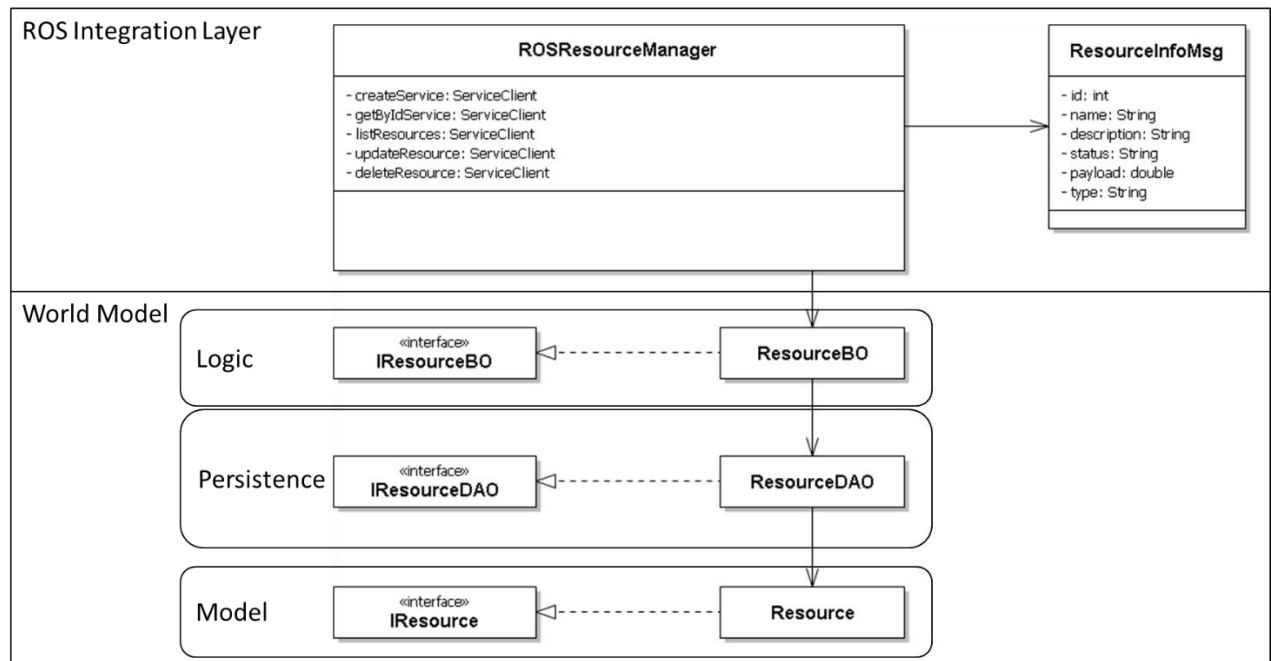 ROS Integration Layer
ROSResourceManager
- createService: ServiceClient
- getByIdService: ServiceClient
- listResources: ServiceClient
- updateResource: ServiceClient
- deleteResource: ServiceClient
ResourceInfoMsg
- id: int
- name: String
- description: String
- status: String
- payload: double
- type: String
World Model
Logic
«interface»
IResourceBO
ResourceBO
Persistence
«interface»
IResourceDAO
ResourceDAO
Model
«interface»
IResource
Resource